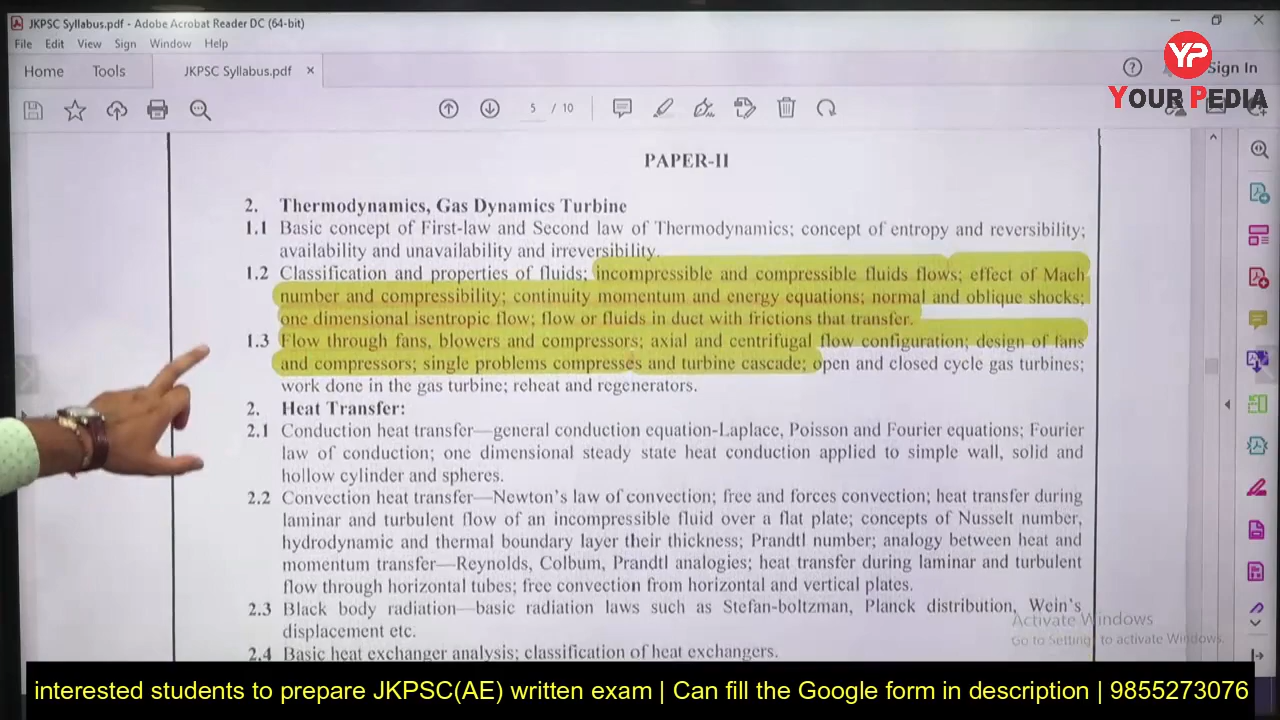 JKPSC Syllabus.pdf - Adobe Acrobat Reader DC (64-bit)
File Edit View Sign Window Help
Home Tools JKPSC Syllabus.pdf × ? Sign In
YP
YOUR PEDIA
5 / 10
PAPER-II
2. Thermodynamics, Gas Dynamics Turbine
1.1 Basic concept of First-law and Second law of Thermodynamics; concept of entropy and reversibility;
availability and unavailability and irreversibility.
1.2 Classification and properties of fluids; incompressible and compressible fluids flows; effect of Mach
number and compressibility; continuity momentum and energy equations; normal and oblique shocks;
one dimensional isentropic flow; flow or fluids in duct with frictions that transfer.
1.3 Flow through fans, blowers and compressors; axial and centrifugal flow configuration; design of fans
and compressors; single problems compresses and turbine cascade; open and closed cycle gas turbines;
work done in the gas turbine; reheat and regenerators.
2. Heat Transfer:
2.1 Conduction heat transfer—general conduction equation-Laplace, Poisson and Fourier equations; Fourier
law of conduction; one dimensional steady state heat conduction applied to simple wall, solid and
hollow cylinder and spheres.
2.2 Convection heat transfer—Newton's law of convection; free and forces convection; heat transfer during
laminar and turbulent flow of an incompressible fluid over a flat plate; concepts of Nusselt number,
hydrodynamic and thermal boundary layer their thickness; Prandtl number; analogy between heat and
momentum transfer—Reynolds, Colbum, Prandtl analogies; heat transfer during laminar and turbulent
flow through horizontal tubes; free convection from horizontal and vertical plates.
2.3 Black body radiation—basic radiation laws such as Stefan-boltzman, Planck distribution, Wein's
displacement etc.
Activate Windows
Go to Settings to activate Windows.
2.4 Basic heat exchanger analysis; classification of heat exchangers.
interested students to prepare JKPSC(AE) written exam | Can fill the Google form in description | 9855273076